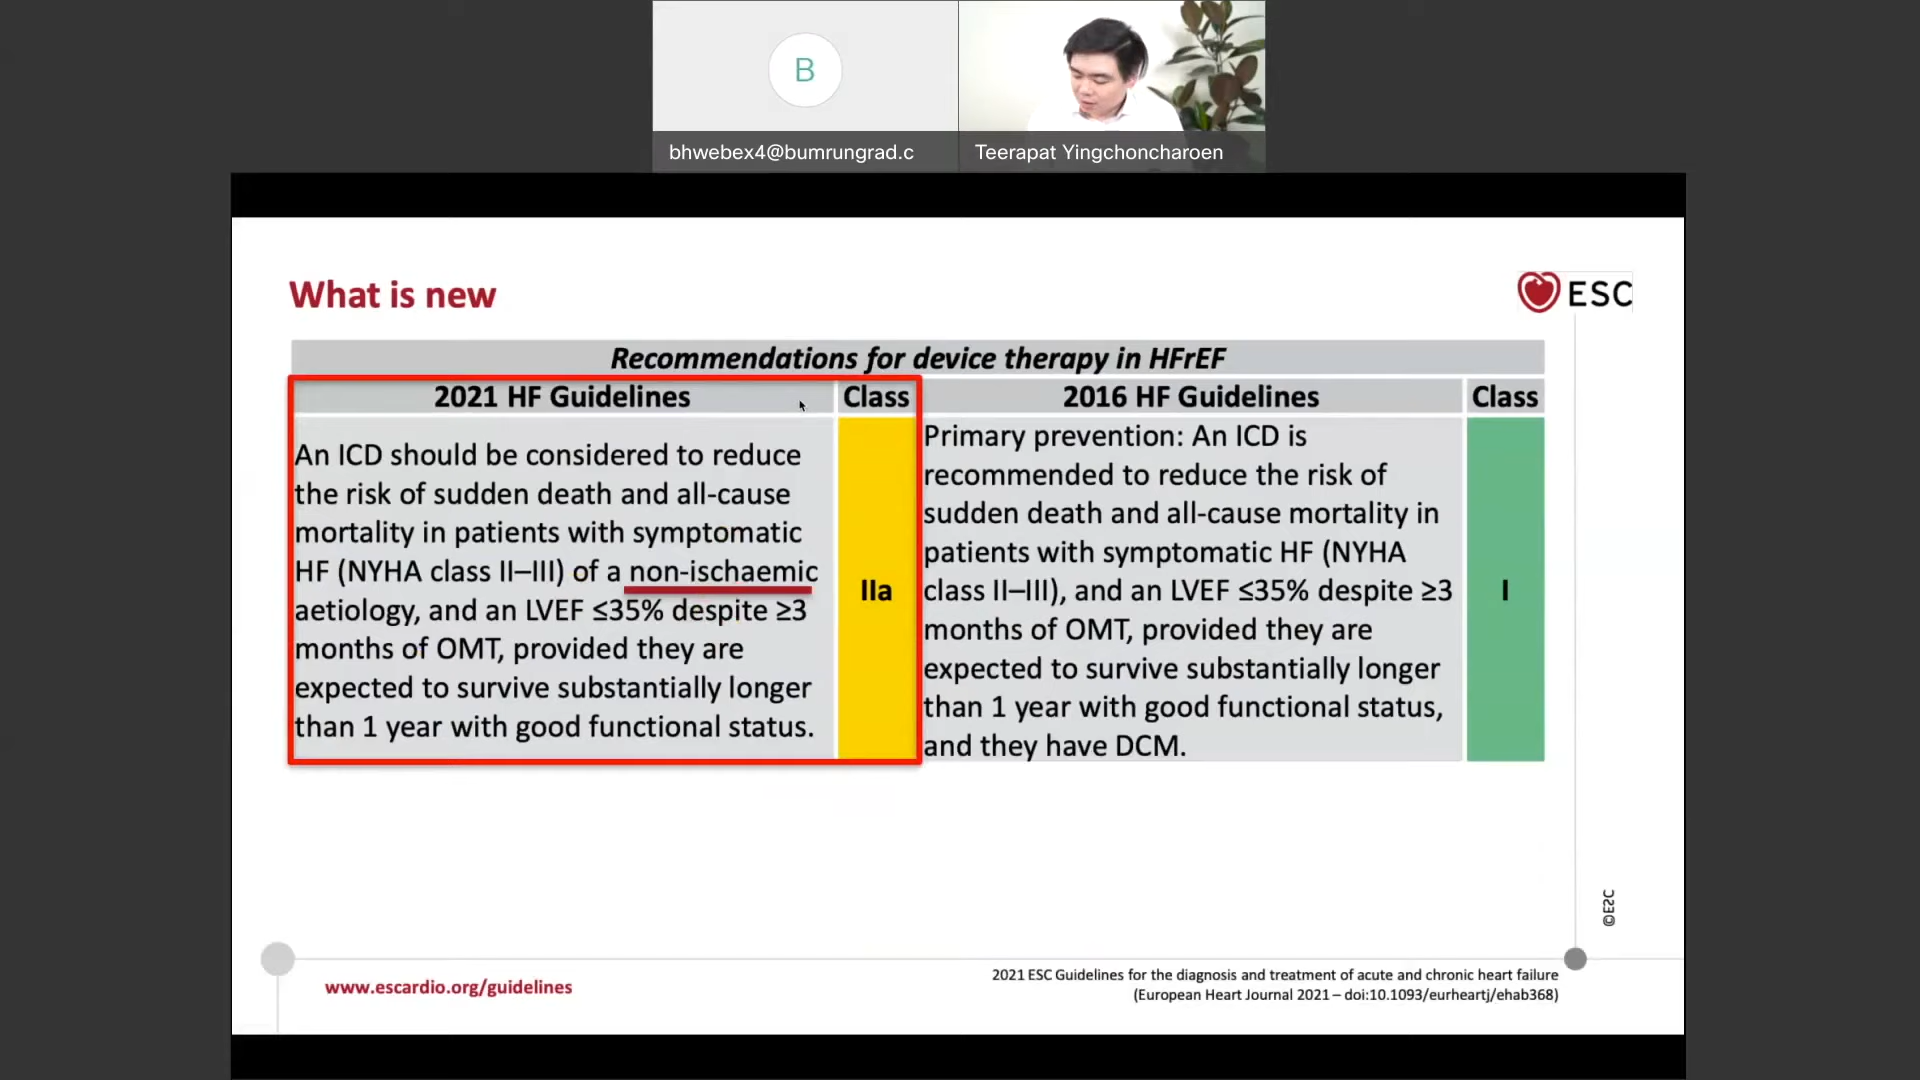 B
bhwebex4@bumrungrad.c
Teerapat Yingchoncharoen
What is new
ESC
Recommendations for device therapy in HFrEF
2021 HF Guidelines
Class
2016 HF Guidelines
Class
An ICD should be considered to reduce
the risk of sudden death and all-cause
mortality in patients with symptomatic
HF (NYHA class II–III) of a non-ischaemic
aetiology, and an LVEF ≤35% despite ≥3
months of OMT, provided they are
expected to survive substantially longer
than 1 year with good functional status.
IIa
Primary prevention: An ICD is
recommended to reduce the risk of
sudden death and all-cause mortality in
patients with symptomatic HF (NYHA
class II–III), and an LVEF ≤35% despite ≥3
months of OMT, provided they are
expected to survive substantially longer
than 1 year with good functional status,
and they have DCM.
I
©ESC
www.escardio.org/guidelines
2021 ESC Guidelines for the diagnosis and treatment of acute and chronic heart failure
(European Heart Journal 2021 – doi:10.1093/eurheartj/ehab368)